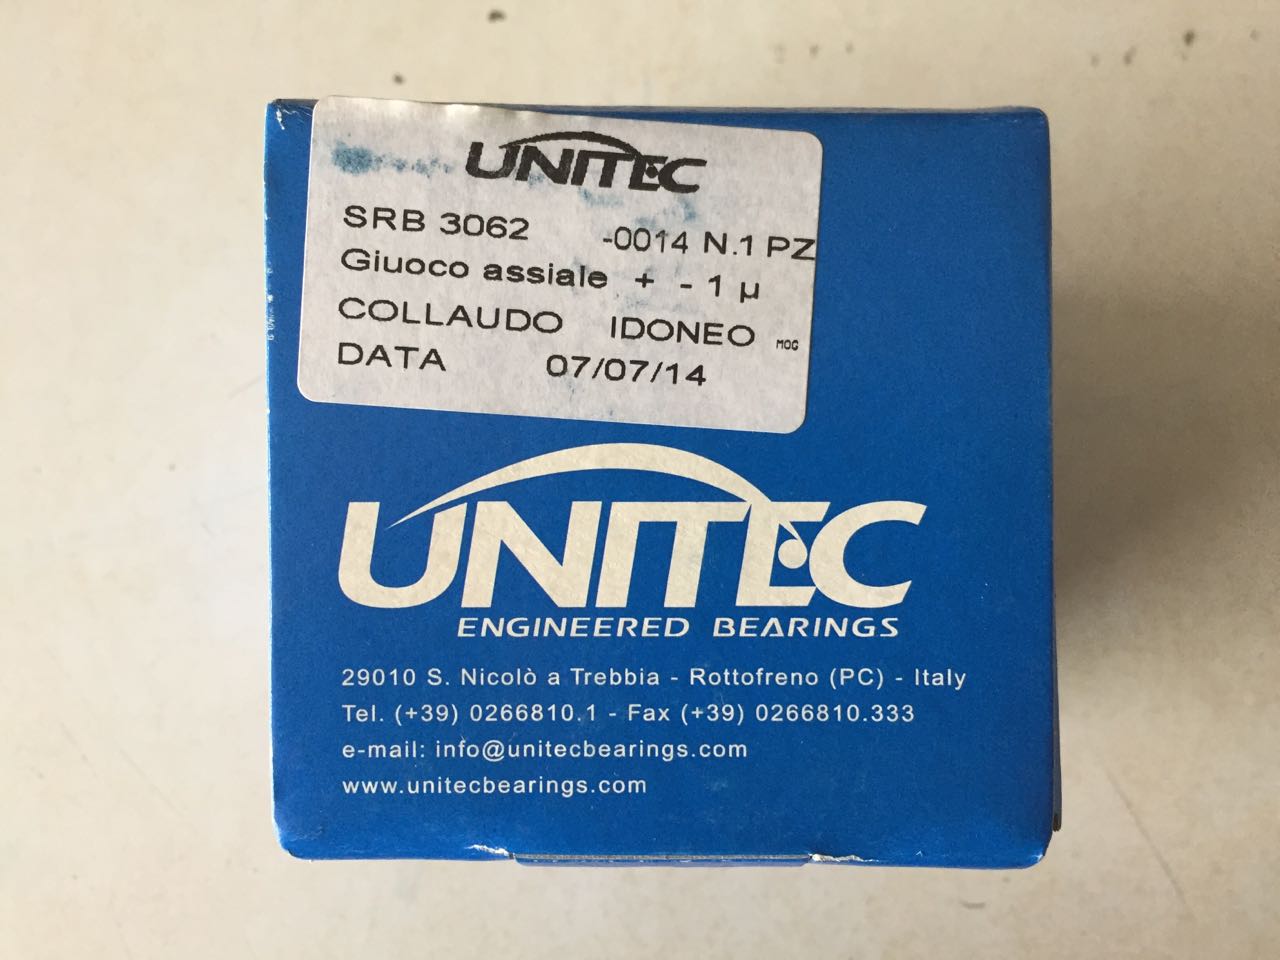 UNITEC
SRB 3062 -0014 N.1 PZ
Giuoco assiale + - 1 µ
COLLAUDO IDONEO MOG
DATA 07/07/14
UNITEC
ENGINEERED BEARINGS
29010 S. Nicolò a Trebbia - Rottofreno (PC) - Italy
Tel. (+39) 0266810.1 - Fax (+39) 0266810.333
e-mail: info@unitecbearings.com
www.unitecbearings.com